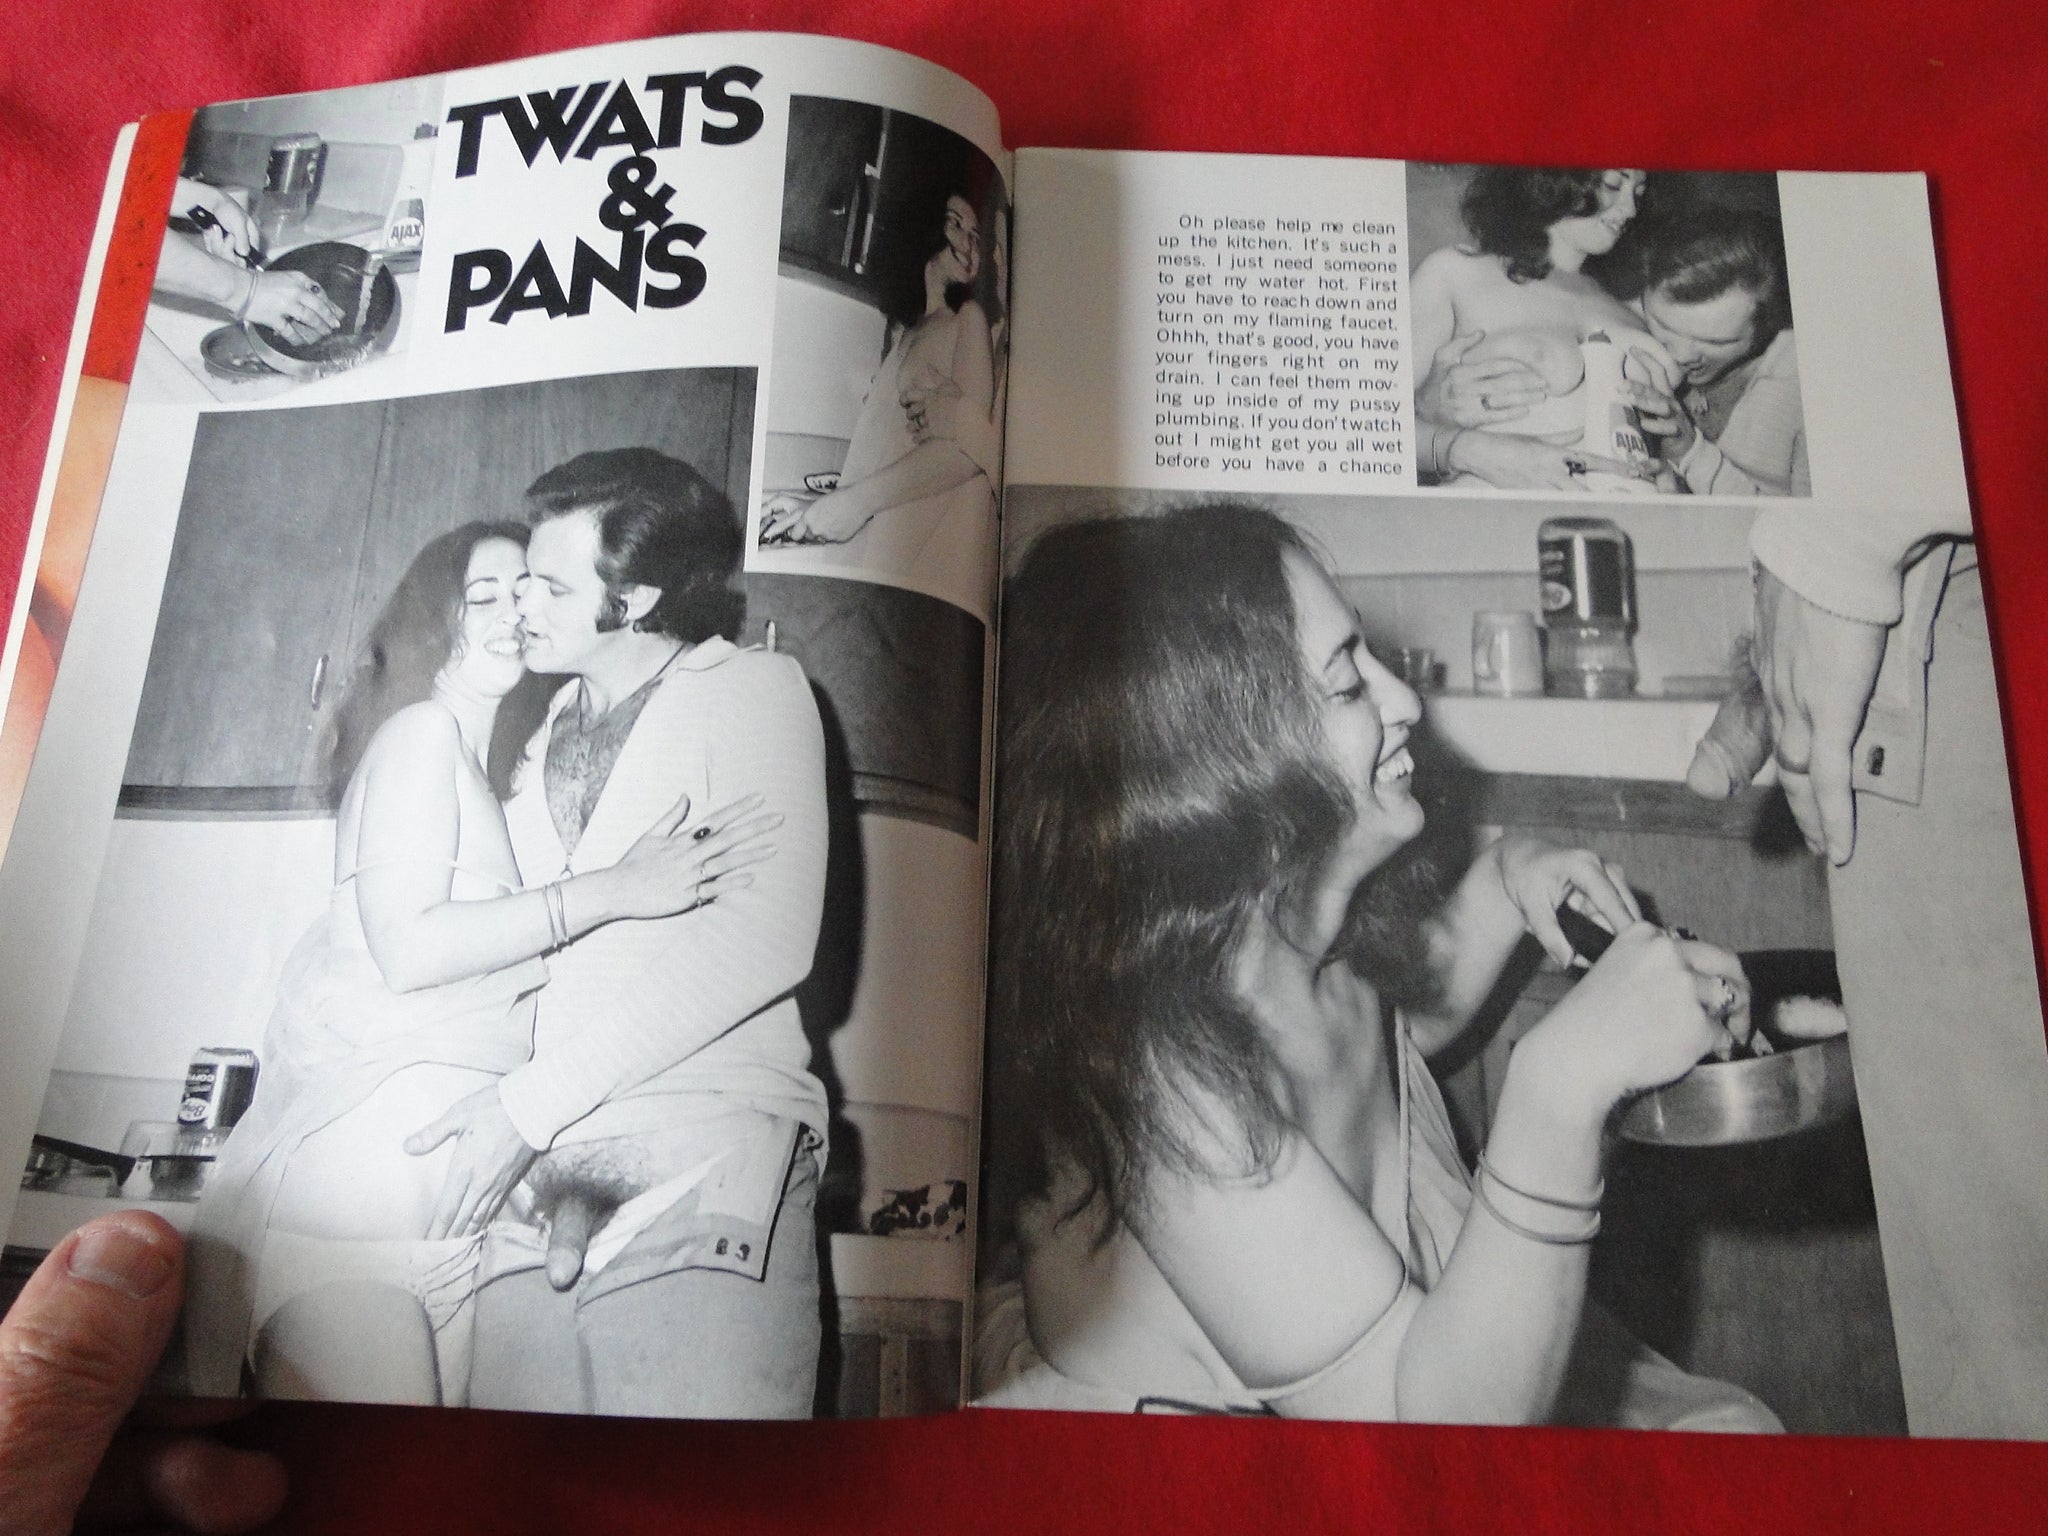 TWATS
&
PANS
AJAX
Oh please help me clean
up the kitchen. It's such a
mess. I just need someone
to get my water hot. First
you have to reach down and
turn on my flaming faucet.
Ohhh, that's good, you have
your fingers right on my
drain. I can feel them mov-
ing up inside of my pussy
plumbing. If you don't watch
out I might get you all wet
before you have a chance
AJAX